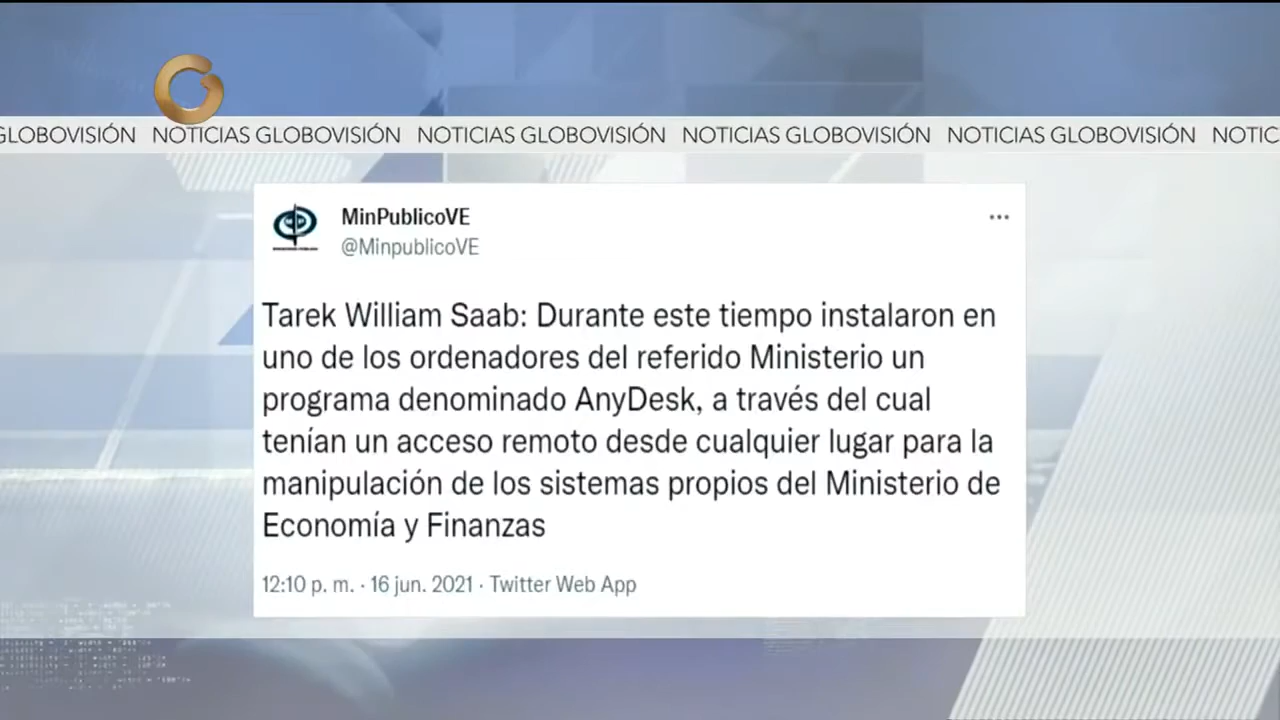 GLOBOVISIÓN NOTICIAS GLOBOVISIÓN NOTICIAS GLOBOVISIÓN NOTICIAS GLOBOVISIÓN NOTICIAS GLOBOVISIÓN NOTIC
MinPublicoVE
@MinpublicoVE
Tarek William Saab: Durante este tiempo instalaron en
uno de los ordenadores del referido Ministerio un
programa denominado AnyDesk, a través del cual
tenían un acceso remoto desde cualquier lugar para la
manipulación de los sistemas propios del Ministerio de
Economía y Finanzas
12:10 p. m. · 16 jun. 2021 · Twitter Web App